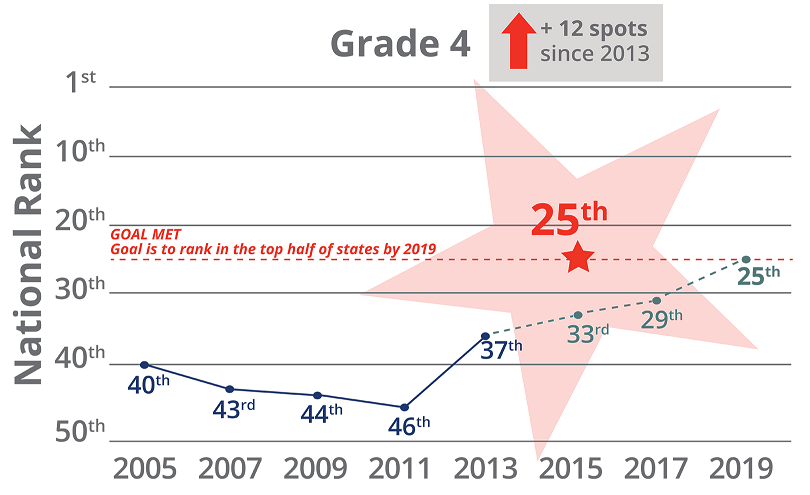 Grade 4
+ 12 spots
since 2013
National Rank
1st
10th
20th
30th
40th
50th
GOAL MET
Goal is to rank in the top half of states by 2019
25th
40th
43rd
44th
46th
37th
33rd
29th
25th
2005 2007 2009 2011 2013 2015 2017 2019